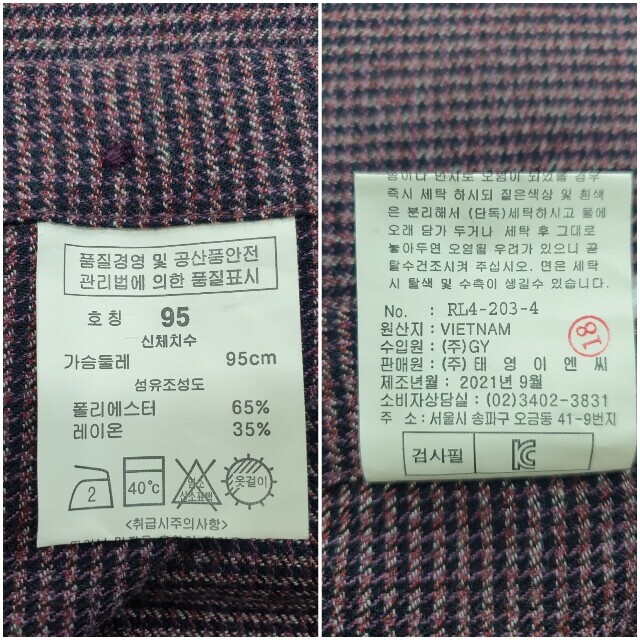 품질경영 및 공산품안전
관리법에 의한 품질표시
호 칭 95
신체치수
가슴둘레 95cm
섬유조성도
폴리에스터 65%
레이온 35%
2
40℃
염소
산소표백
옷걸이
<취급시주의사항>
즉시 세탁 하시되 짙은색상 및 흰색
은 분리해서 (단독)세탁하시고 물에
오래 담가 두거나 세탁 후 그대로
놓아두면 오염될 우려가 있으니 곧
탈수건조시켜 주십시오. 면은 세탁
시 탈색 및 수축이 생길수 있습니다.
No. : RL4-203-4
원산지 : VIETNAM
수입원 : (주)GY
판매원 : (주) 태 영 이 엔 씨
제조년월 : 2021년 9월
소비자상담실 : (02)3402-3831
주 소 : 서울시 송파구 오금동 41-9번지
18
검사필
KC